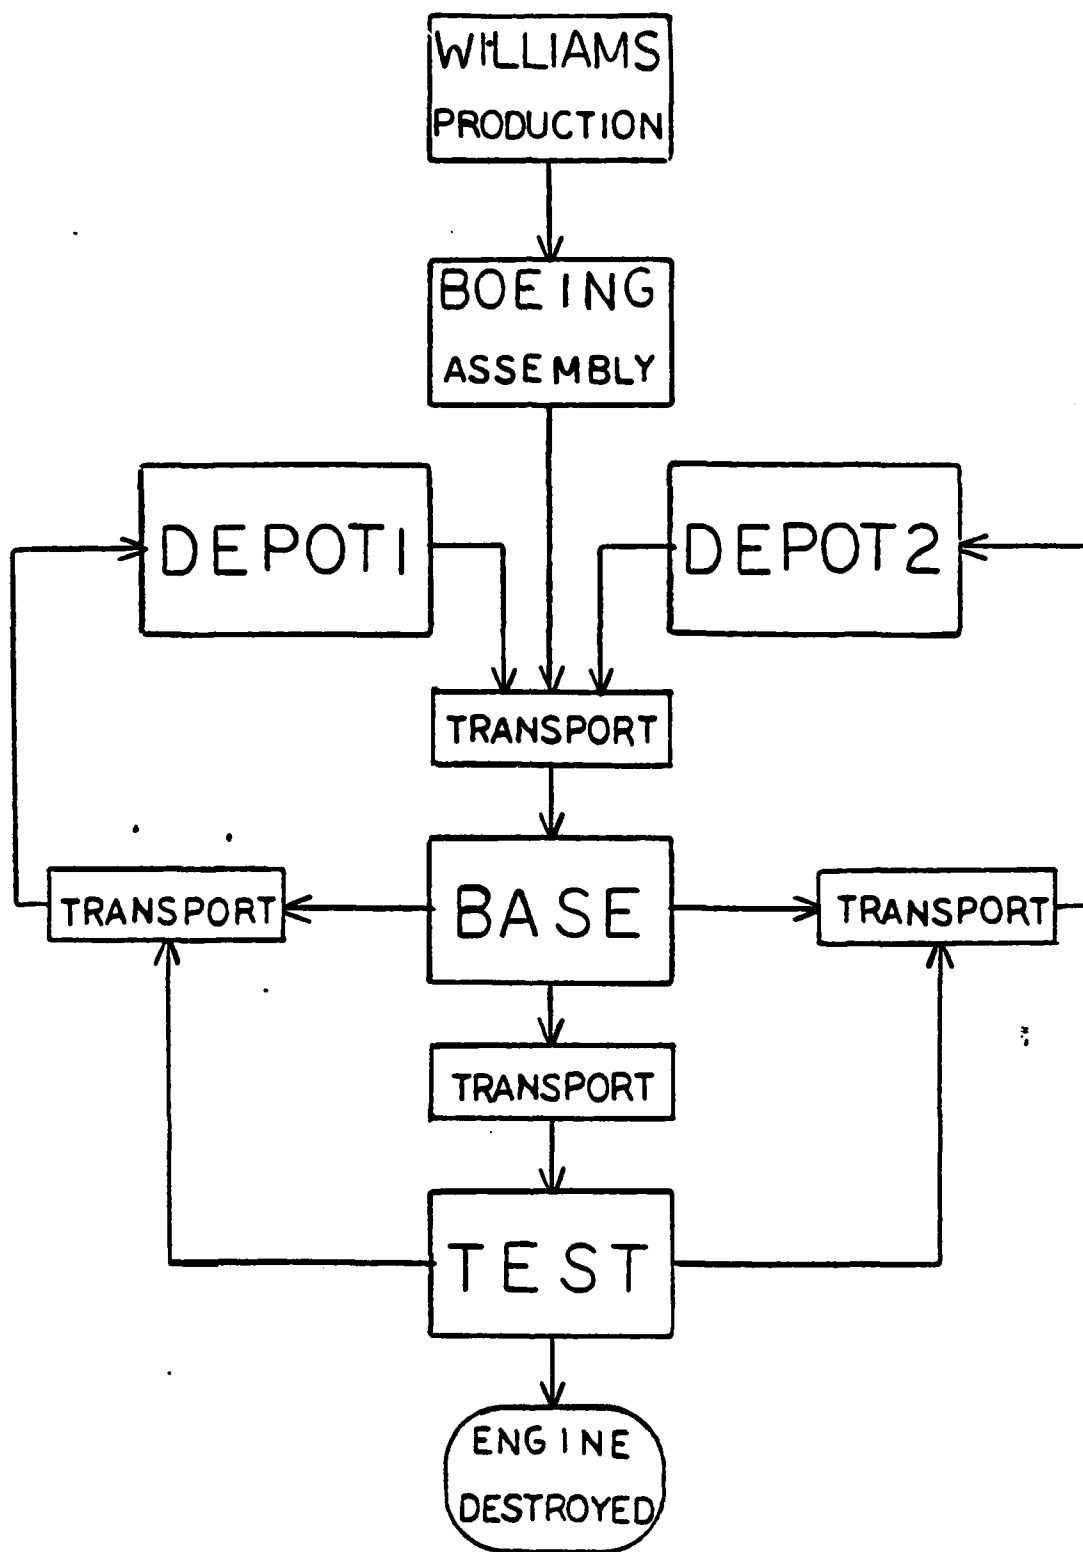 WILLIAMS
PRODUCTION
BOEING
ASSEMBLY
DEPOT1
DEPOT2
TRANSPORT
TRANSPORT
BASE
TRANSPORT
TRANSPORT
TEST
ENGINE
DESTROYED